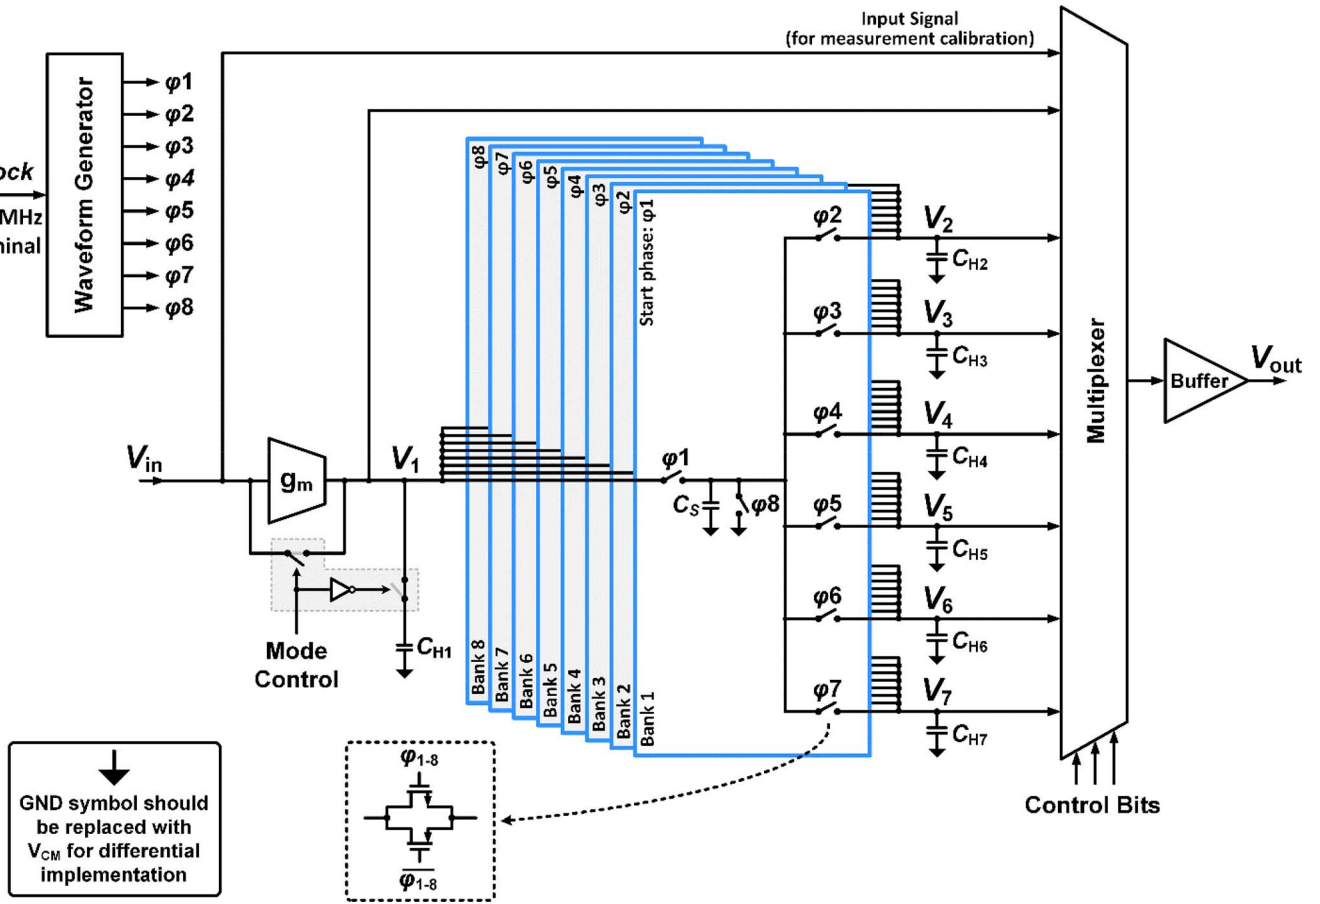 Input Signal
(for measurement calibration)
Waveform Generator
φ1
φ2
φ3
φ4
φ5
φ6
φ7
φ8
ock
MHz
minal
φ8
φ7
φ6
φ5
φ4
φ3
φ2
Start phase: φ1
φ2
V2
CH2
φ3
V3
CH3
φ4
V4
CH4
φ5
V5
CH5
φ6
V6
CH6
φ7
V7
CH7
Multiplexer
Buffer
Vout
Vin
gm
V1
φ1
CS
φ8
Mode
Control
CH1
Bank 8
Bank 7
Bank 6
Bank 5
Bank 4
Bank 3
Bank 2
Bank 1
Control Bits
GND symbol should
be replaced with
VCM for differential
implementation
φ1-8
φ1-8